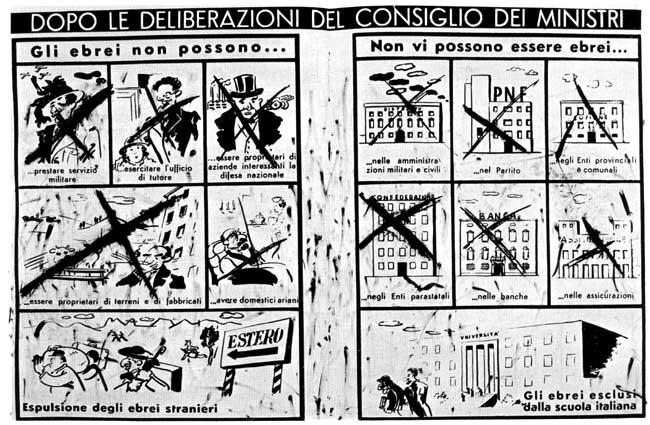 DOPO LE DELIBERAZIONI DEL CONSIGLIO DEI MINISTRI
Gli ebrei non possono...
...prestare servizio
militare
...esercitare l'ufficio
di tutore
...essere proprietari di
aziende interessanti la
difesa nazionale
...essere proprietari di terreni e di fabbricati
...avere domestici ariani
ESTERO
Espulsione degli ebrei stranieri
Non vi possono essere ebrei...
...nelle amministra-
zioni militari e civili
PNF
...nel Partito
...negli Enti provinciali
e comunali
CONFEDERAZIONE
...negli Enti parastatali
BANCA
...nelle banche
ASSICURAZIONI
...nelle assicurazioni
UNIVERSITÀ
Gli ebrei esclusi
dalla scuola italiana